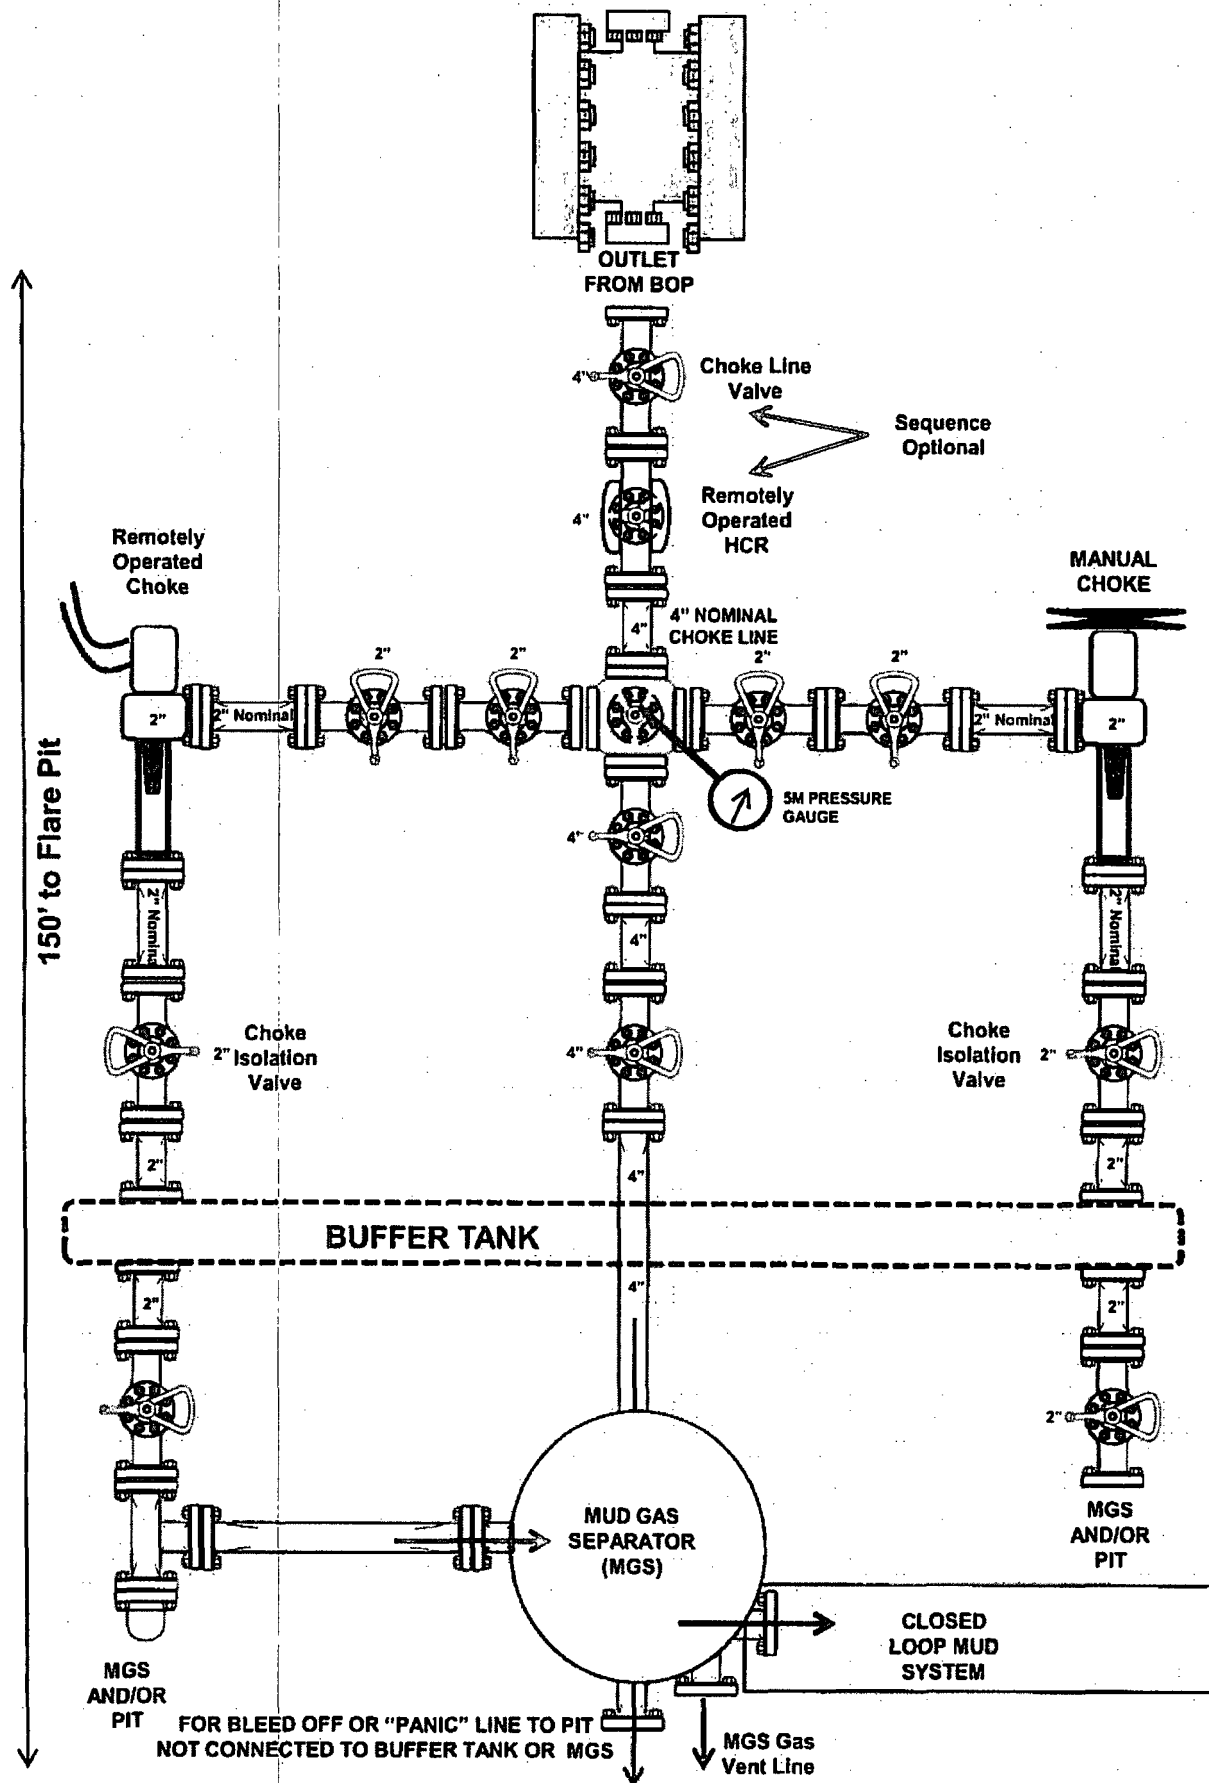 OUTLET
FROM BOP
4"
Choke Line
Valve
Sequence
Optional
4"
Remotely
Operated
HCR
Remotely
Operated
Choke
MANUAL
CHOKE
4" NOMINAL
CHOKE LINE
4"
2"
2"
2"
2"
2"
2" Nominal
2" Nominal
2"
5M PRESSURE
GAUGE
4"
150' to Flare Pit
2" Nominal
4"
2" Nominal
Choke
2" Isolation
Valve
4"
Choke
Isolation
Valve
2"
2"
4"
2"
BUFFER TANK
2"
4"
2"
2"
MUD GAS
SEPARATOR
(MGS)
MGS
AND/OR
PIT
CLOSED
LOOP MUD
SYSTEM
MGS
AND/OR
PIT
FOR BLEED OFF OR "PANIC" LINE TO PIT
NOT CONNECTED TO BUFFER TANK OR MGS
MGS Gas
Vent Line